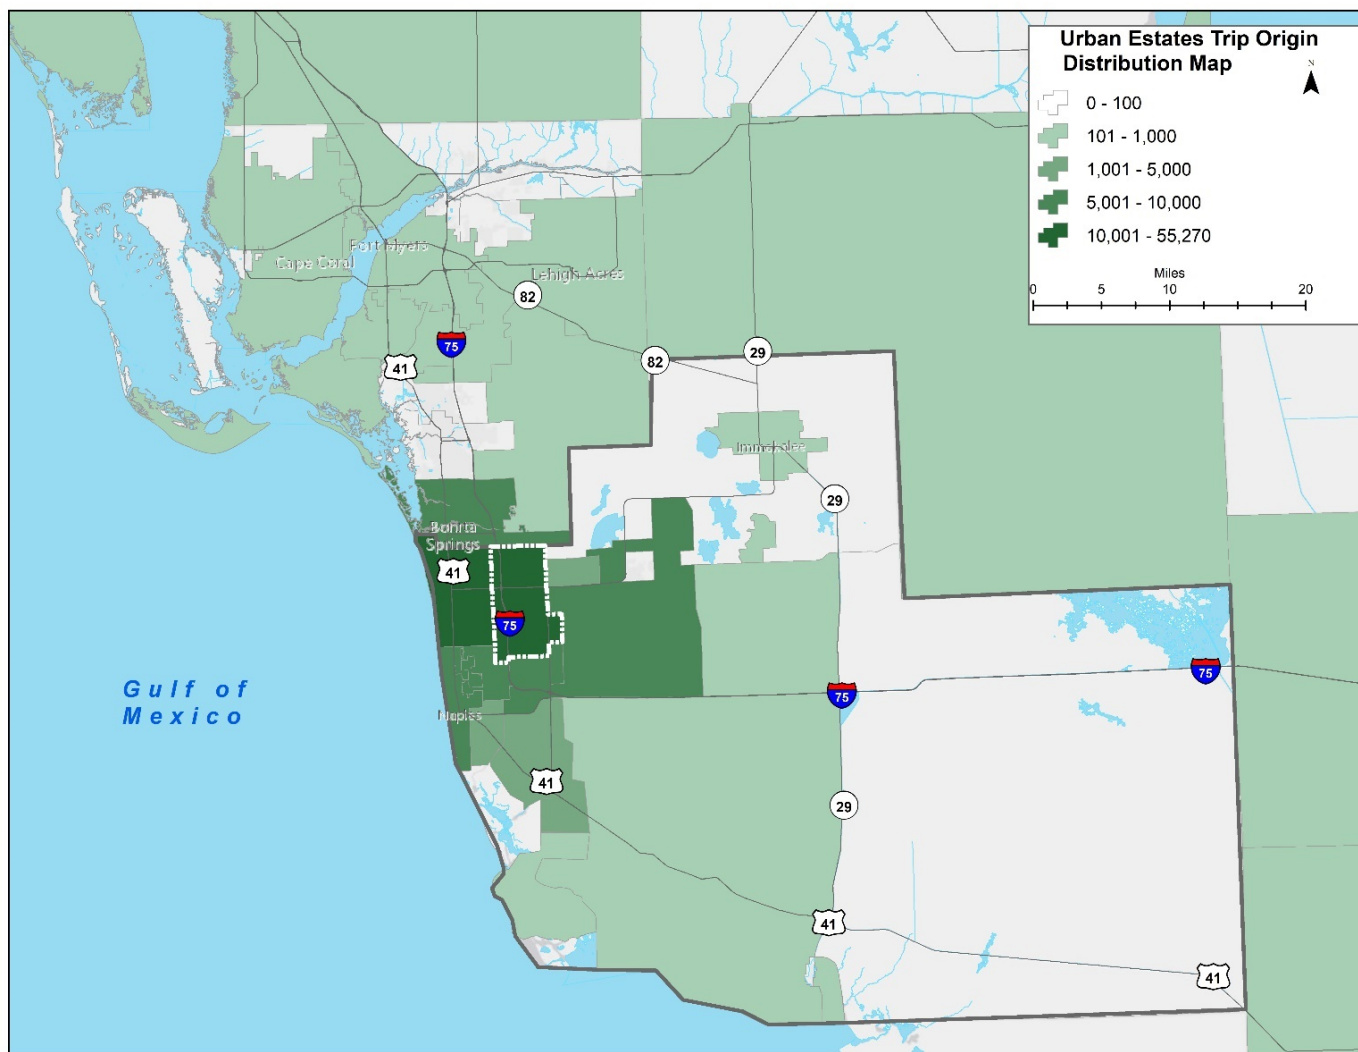 Urban Estates Trip Origin
Distribution Map
N
0 - 100
101 - 1,000
1,001 - 5,000
5,001 - 10,000
10,001 - 55,270
Miles
0 5 10 20
Fort Myers
Cape Coral
Lehigh Acres
82
75
41
82
29
Immokalee
29
Bonita
Springs
41
75
75
75
Gulf of
Mexico
Naples
41
29
41
41